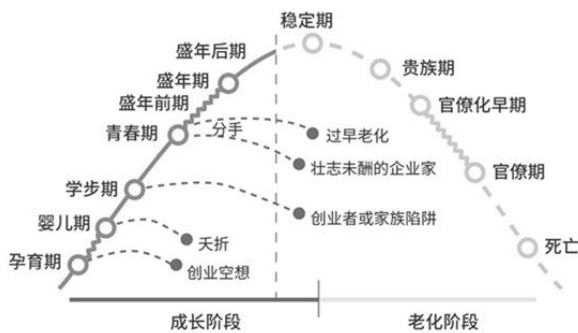 稳定期
盛年后期
盛年期
盛年前期
青春期
学步期
婴儿期
孕育期
贵族期
官僚化早期
官僚期
死亡
分手
过早老化
壮志未酬的企业家
创业者或家族陷阱
夭折
创业空想
成长阶段
老化阶段